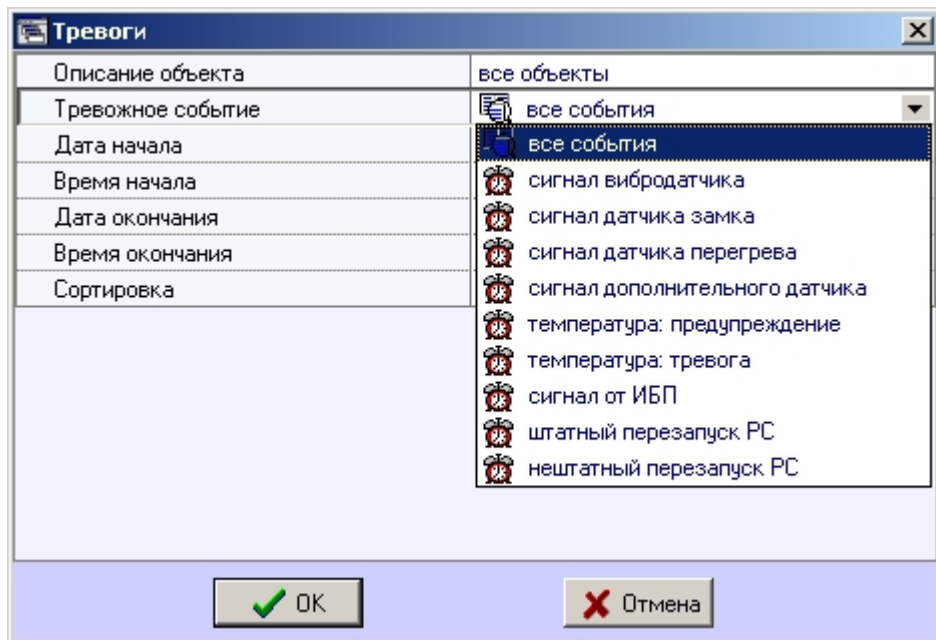 Тревоги
Описание объекта все объекты
Тревожное событие все события
Дата начала все события
Время начала сигнал вибродатчика
Дата окончания сигнал датчика замка
Время окончания сигнал датчика перегрева
Сортировка сигнал дополнительного датчика
температура: предупреждение
температура: тревога
сигнал от ИБП
штатный перезапуск РС
нештатный перезапуск РС
OK Отмена